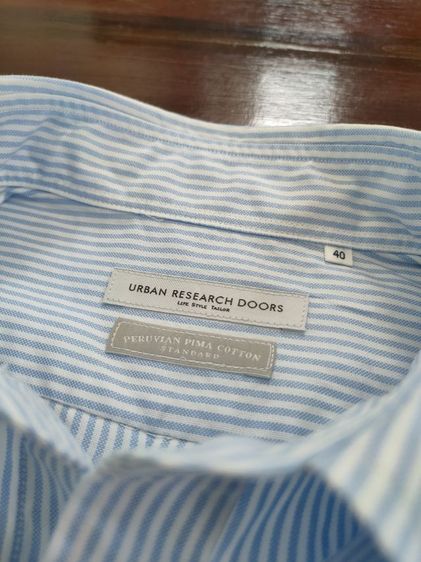 40
URBAN RESEARCH DOORS
LIFE STYLE TAILOR
PERUVIAN PIMA COTTON
STANDARD